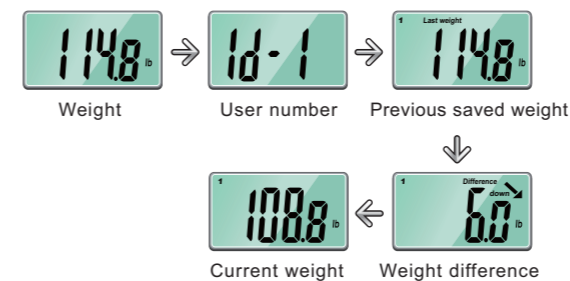 114.8 lb
Weight
Id-1
User number
1 Last weight
114.8 lb
Previous saved weight
1 Difference
down
6.0 lb
Weight difference
1
108.8 lb
Current weight